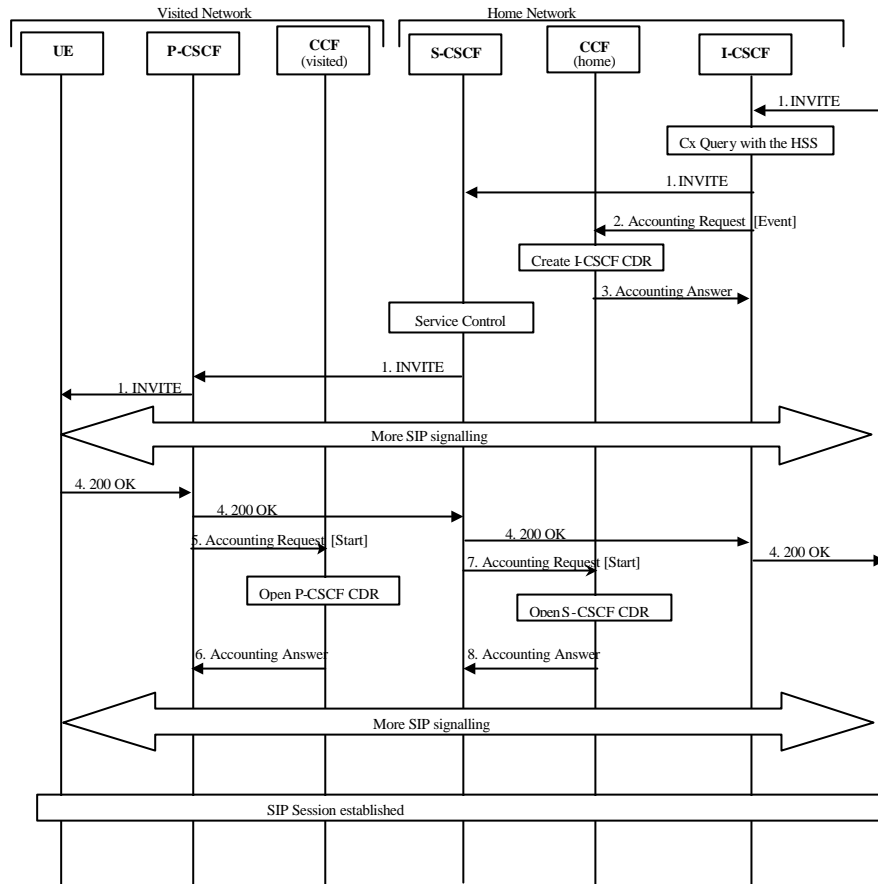 Visited Network
Home Network
UE
P-CSCF
CCF
(visited)
S-CSCF
CCF
(home)
I-CSCF
1. INVITE
Cx Query with the HSS
1. INVITE
2. Accounting Request [Event]
Create I-CSCF CDR
3. Accounting Answer
Service Control
1. INVITE
1. INVITE
More SIP signalling
4. 200 OK
4. 200 OK
4. 200 OK
5. Accounting Request [Start]
4. 200 OK
7. Accounting Request [Start]
Open P-CSCF CDR
Open S-CSCF CDR
6. Accounting Answer
8. Accounting Answer
More SIP signalling
SIP Session established